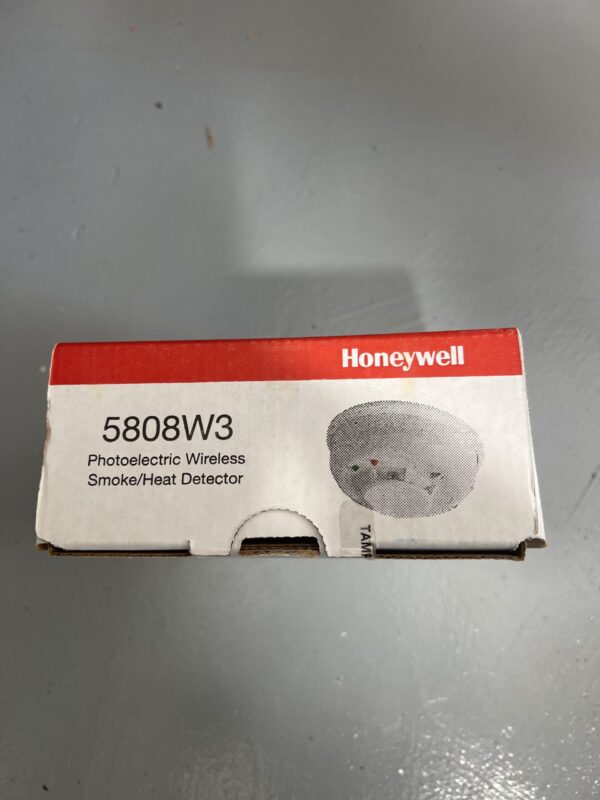 Honeywell
5808W3
Photoelectric Wireless
Smoke/Heat Detector